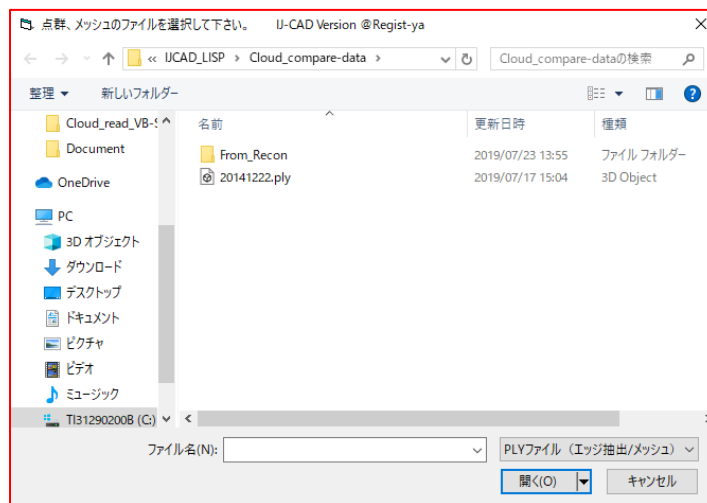 点群、メッシュのファイルを選択して下さい。 IJ-CAD Version @Regist-ya
« IJCAD_LISP › Cloud_compare-data › Cloud_compare-dataの検索
整理 新しいフォルダー
Cloud_read_VB-S 名前 更新日時 種類
Document From_Recon 2019/07/23 13:55 ファイル フォルダー
OneDrive 20141222.ply 2019/07/17 15:04 3D Object
PC
3D オブジェクト
ダウンロード
デスクトップ
ドキュメント
ピクチャ
ビデオ
ミュージック
TI31290200B (C:)
ファイル名(N): PLYファイル（エッジ抽出/メッシュ）
開く(O) キャンセル